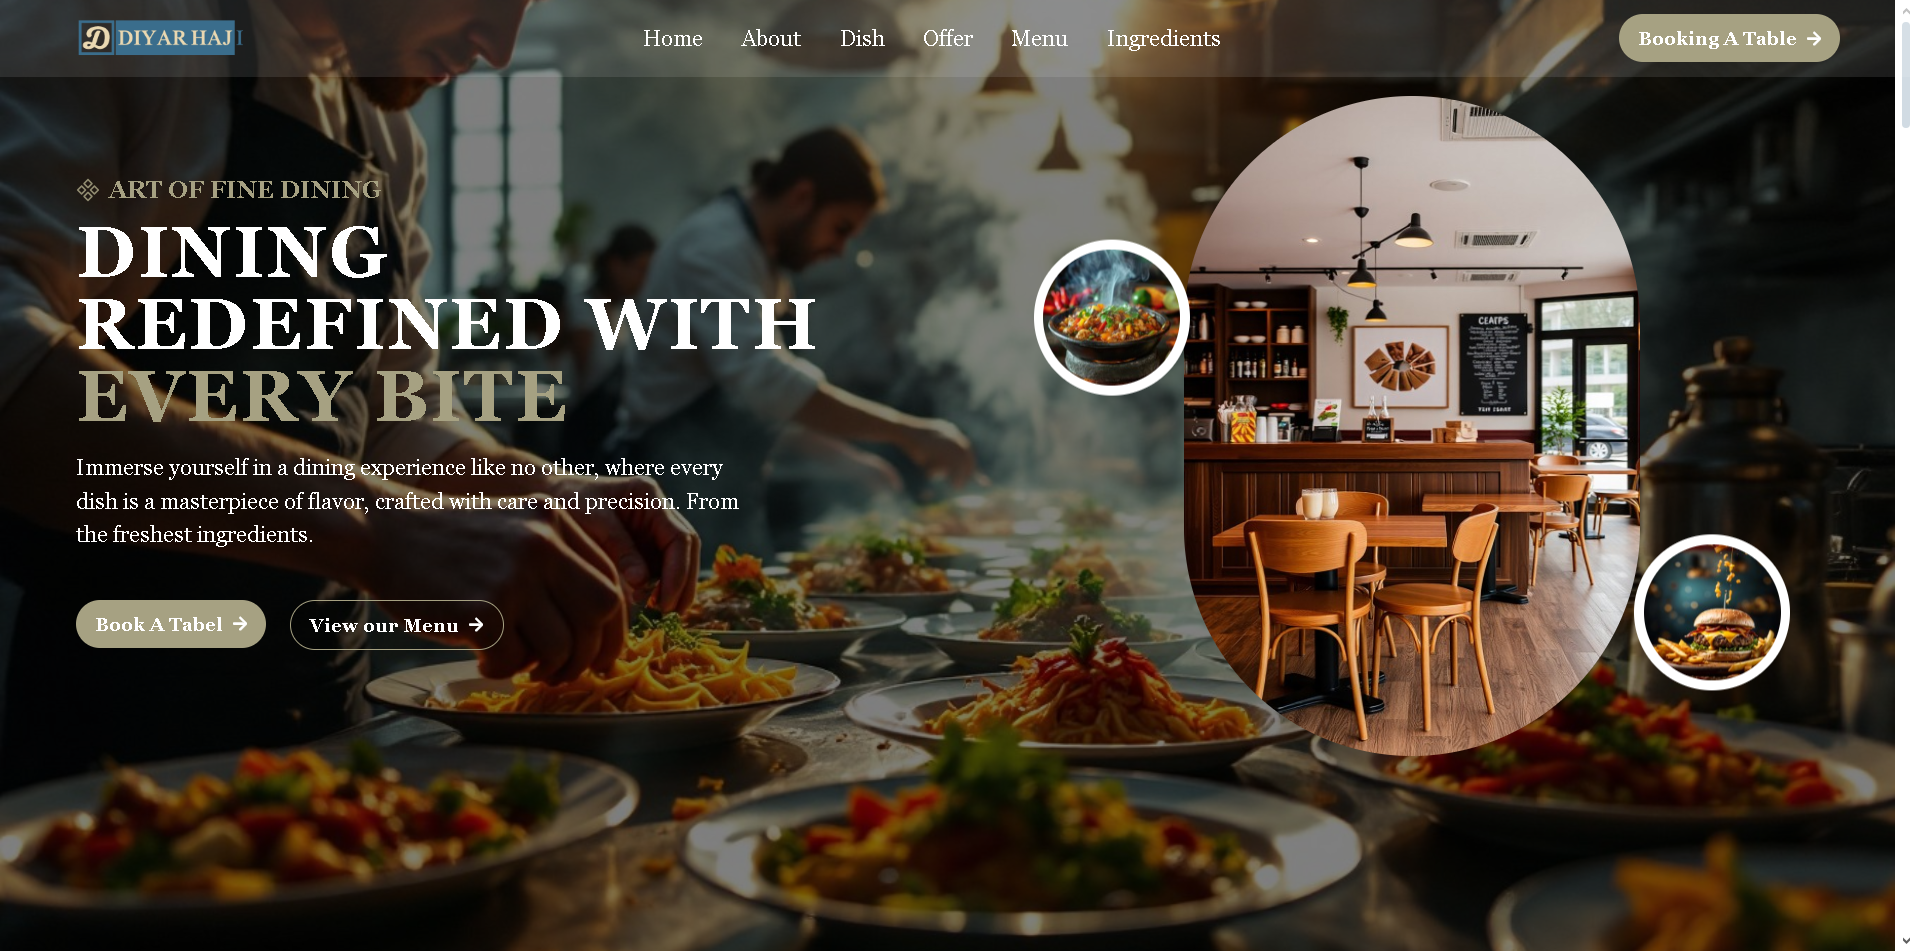 D DIYAR HAJI
Home About Dish Offer Menu Ingredients
Booking A Table
ART OF FINE DINING
DINING
REDEFINED WITH
EVERY BITE
Immerse yourself in a dining experience like no other, where every
dish is a masterpiece of flavor, crafted with care and precision. From
the freshest ingredients.
Book A Tabel
View our Menu
CEATPS